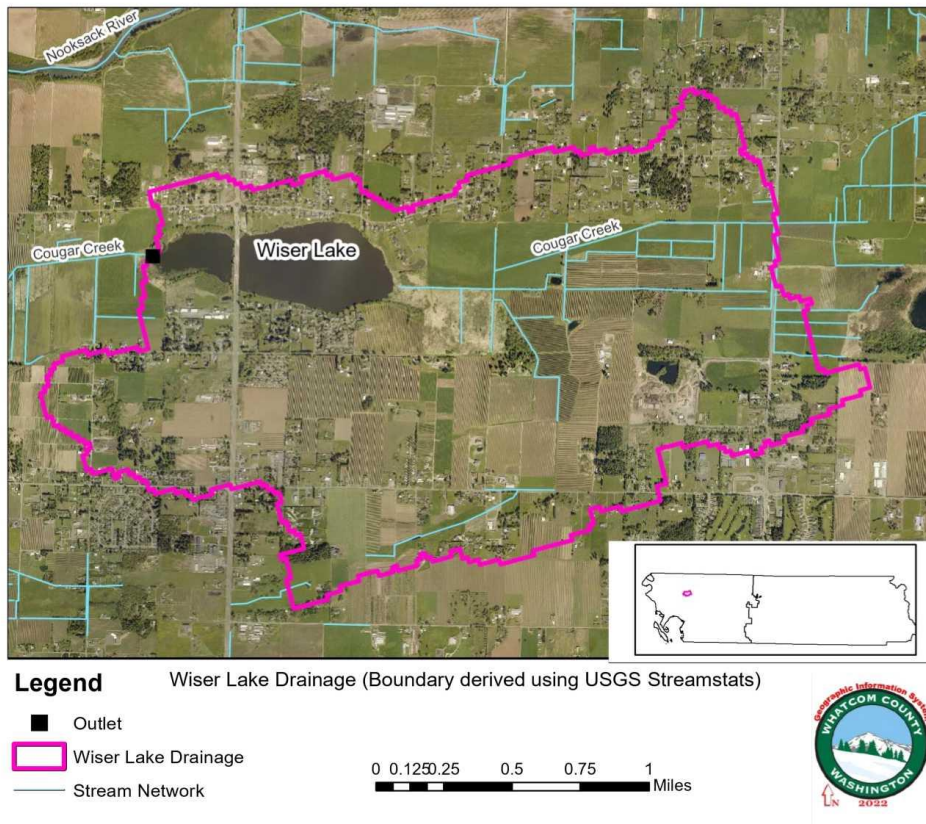 Nooksack River
Cougar Creek
Wiser Lake
Cougar Creek
Legend
Wiser Lake Drainage (Boundary derived using USGS Streamstats)
Outlet
Wiser Lake Drainage
Stream Network
0 0.125 0.25 0.5 0.75 1
Miles
Geographic Information System
WHATCOM COUNTY
WASHINGTON
N 2022